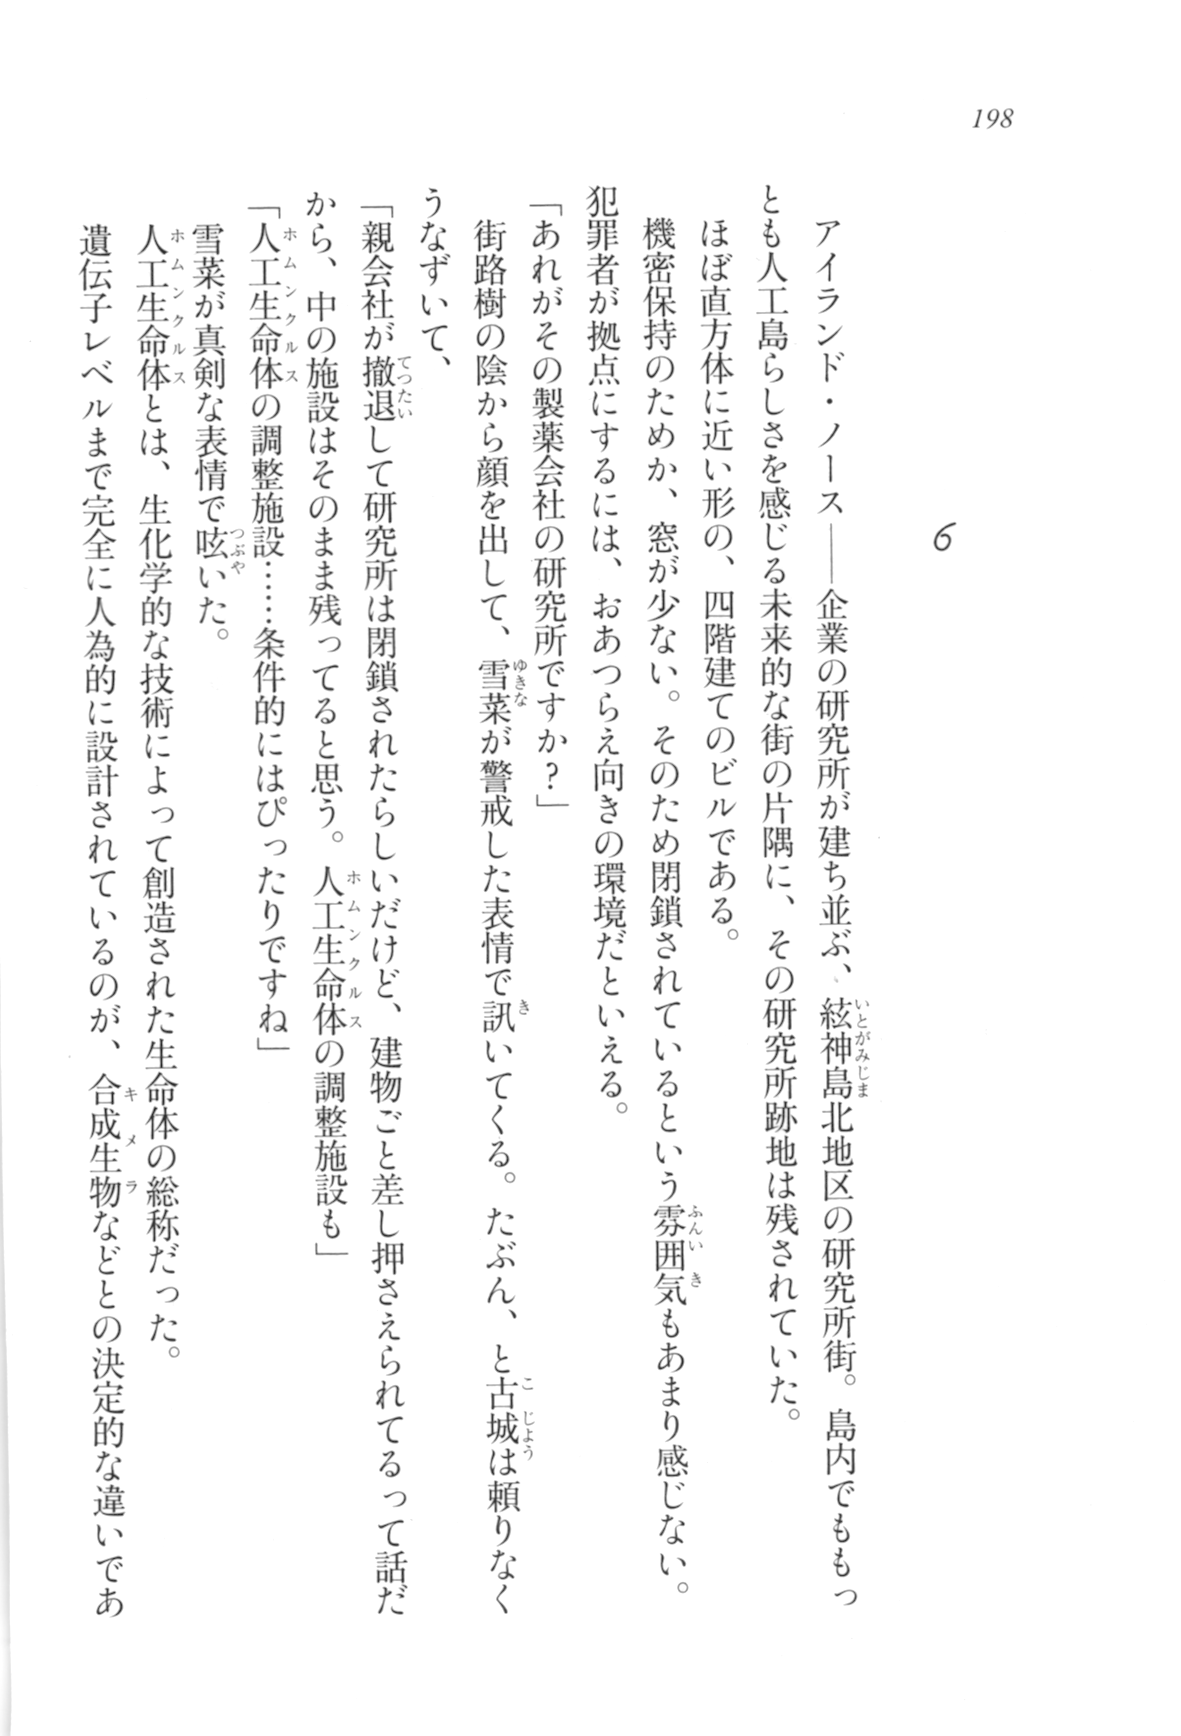 198
6
アイランド・ノース――企業の研究所が建ち並ぶ、絃神島北地区の研究所街。島内でももっ
とも人工島らしさを感じる未来的な街の片隅に、その研究所跡地は残されていた。
ほぼ直方体に近い形の、四階建てのビルである。
機密保持のためか、窓が少ない。そのため閉鎖されているという雰囲気もあまり感じない。
犯罪者が拠点にするには、おあつらえ向きの環境だといえる。
「あれがその製薬会社の研究所ですか?」
街路樹の陰から顔を出して、雪菜が警戒した表情で訊いてくる。たぶん、と古城は頼りなく
うなずいて、
「親会社が撤退して研究所は閉鎖されたらしいだけど、建物ごと差し押さえられてるって話だ
から、中の施設はそのまま残ってると思う。人工生命体の調整施設も」
「人工生命体の調整施設……条件的にはぴったりですね」
雪菜が真剣な表情で呟いた。
人工生命体とは、生化学的な技術によって創造された生命体の総称だった。
遺伝子レベルまで完全に人為的に設計されているのが、合成生物などとの決定的な違いであ